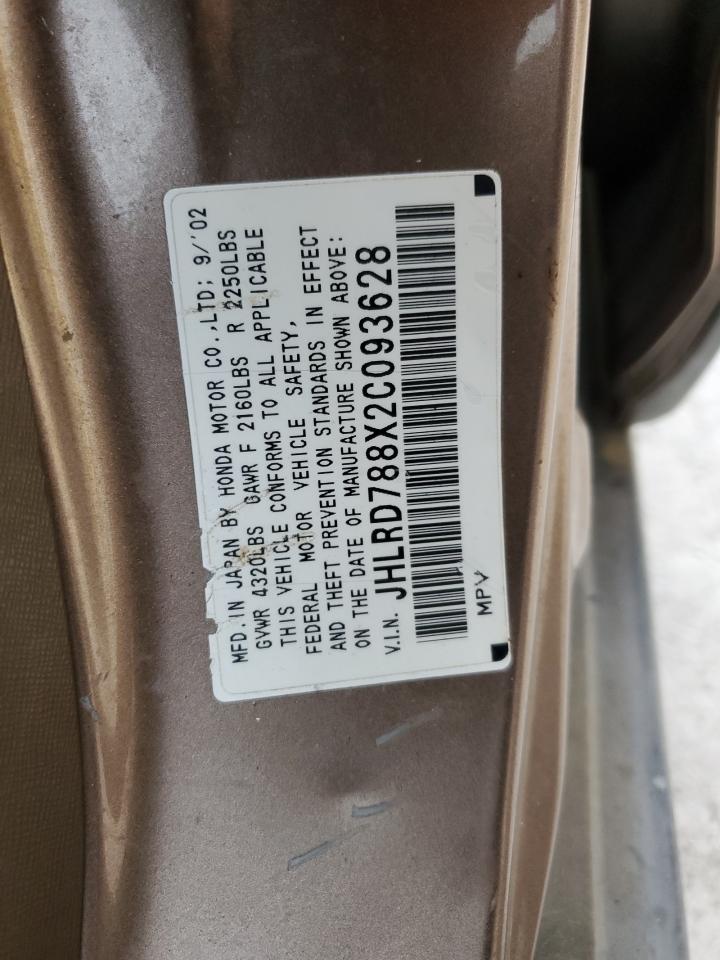 MFD. IN JAPAN BY HONDA MOTOR CO.,LTD; 9/'02
GVWR 4320LBS GAWR F 2160LBS R 2250LBS
THIS VEHICLE CONFORMS TO ALL APPLICABLE
FEDERAL MOTOR VEHICLE SAFETY,
AND THEFT PREVENTION STANDARDS IN EFFECT
ON THE DATE OF MANUFACTURE SHOWN ABOVE:
V.I.N. JHLRD788X2C093628
MPV